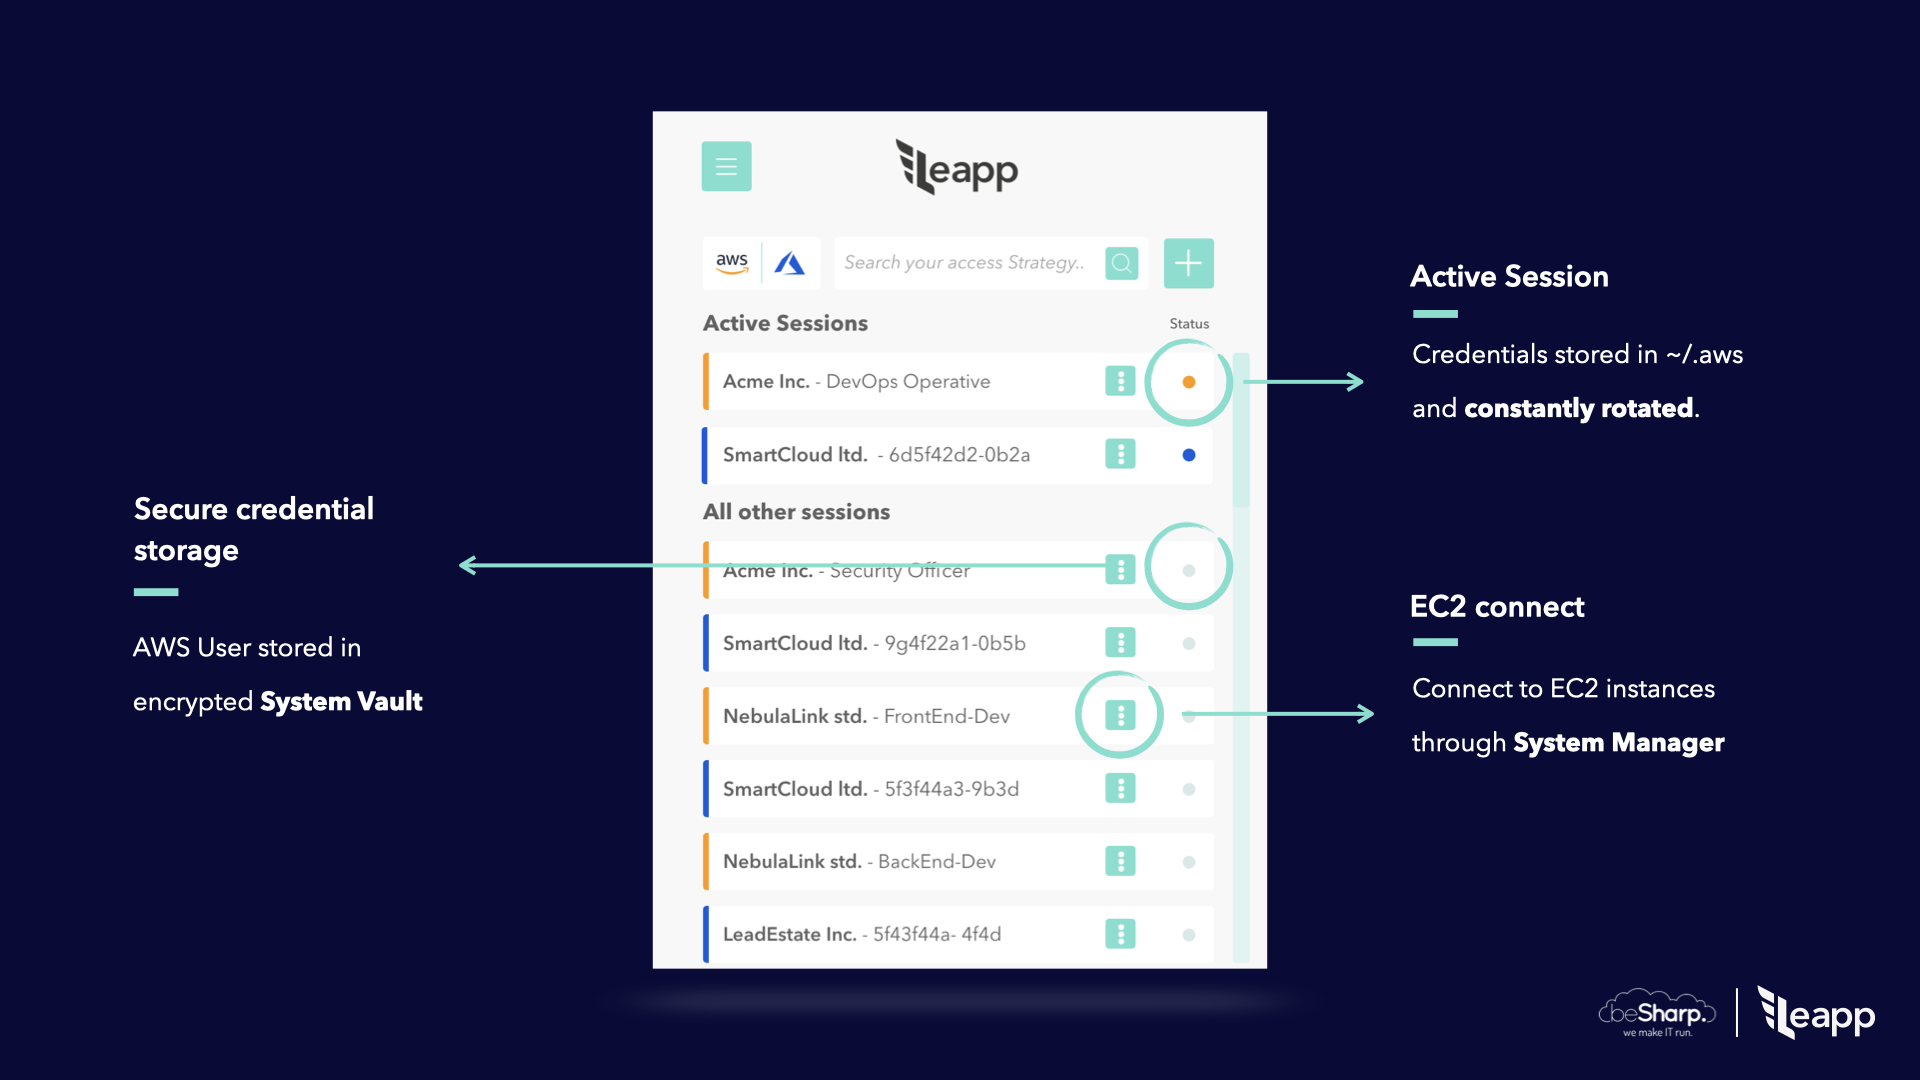 Leapp
aws
Search your access Strategy..
Active Sessions
Status
Acme Inc. - DevOps Operative
SmartCloud ltd. - 6d5f42d2-0b2a
All other sessions
Acme Inc. - Security Officer
SmartCloud ltd. - 9g4f22a1-0b5b
NebulaLink std. - FrontEnd-Dev
SmartCloud ltd. - 5f3f44a3-9b3d
NebulaLink std. - BackEnd-Dev
LeadEstate Inc. - 5f43f44a- 4f4d
Secure credential
storage
AWS User stored in
encrypted System Vault
Active Session
Credentials stored in ~/.aws
and constantly rotated.
EC2 connect
Connect to EC2 instances
through System Manager
beSharp.
we make IT run.
Leapp